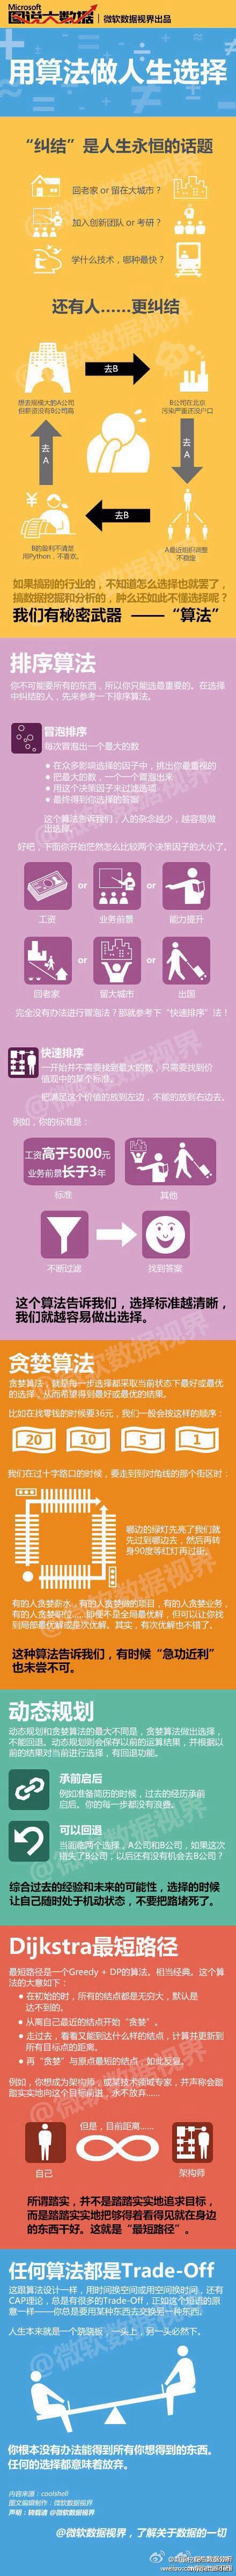 Microsoft
图说大数据 | 微软数据视界出品
用算法做人生选择
“纠结”是人生永恒的话题
回老家 or 留在大城市？
加入创新团队 or 考研？
学什么技术，哪种最快？
还有人……更纠结
想去规模大的A公司
但薪资没有B公司高
去B
B公司在北京
污染严重还没户口
去
A
去
A
B的盈利不清楚
用Python，不喜欢。
去B
A最近组织调整
不稳定
如果搞别的行业的，不知道怎么选择也就罢了，
搞数据挖掘和分析的，肿么还如此不懂选择呢？
我们有秘密武器 ——“算法”
排序算法
你不可能要所有的东西，所以你只能选最重要的。在选择
中纠结的人，先来参考一下排序算法。
冒泡排序
每次冒泡出一个最大的数
在众多影响选择的因子中，挑出你最重视的
把最大的数，一个一个冒泡出来
用这个决策因子来过滤选项
最终得到你选择的答案
这个算法告诉我们，人的杂念越少，越容易做
出选择。
好吧，下面你开始茫然怎么比较两个决策因子的大小了。
or
or
工资
业务前景
能力提升
or
or
回老家
留大城市
出国
完全没有办法进行冒泡法？那就参考下“快速排序”法！
快速排序
一开始并不需要找到最大的数，只需要找到价
值观中的某个标准。
把满足这个价值的放到左边，不能的放到右边去。
例如，你的标准是：
工资高于5000元
业务前景长于3年
标准
其他
不断过滤
找到答案
这个算法告诉我们，选择标准越清晰，
我们就越容易做出选择。
贪婪算法
贪婪算法，就是每一步选择都采取当前状态下最好或最优
的选择，从而希望得到最好或最优的结果。
比如在找零钱的时候要36元，我们一般会按这样的顺序：
20
10
5
1
我们在过十字路口的时候，要走到到对角线的那个街区时：
哪边的绿灯先亮了我们就
先过到哪边去，然后再转
身90度等红灯再过街。
有的人贪婪薪水，有的人贪婪做的项目，有的人贪婪业务，
有的人贪婪职位……即便不是全局最优解，但可以让你找
到局部最优解或是次优解。其实，有次优解也不错了。
这种算法告诉我们，有时候“急功近利”
也未尝不可。
动态规划
动态规划和贪婪算法的最大不同是，贪婪算法做出选择，
不能回退。动态规划则会保存以前的运算结果，并根据以
前的结果对当前进行选择，有回退功能。
承前启后
例如准备简历的时候，过去的经历承前
启后。你的每一步都没有浪费。
可以回退
当面临两个选择，A公司和B公司，如果这次
错失了B公司，以后还有没有机会去B公司？
综合过去的经验和未来的可能性，选择的时候
让自己随时处于机动状态，不要把路堵死了。
Dijkstra最短路径
最短路径是一个Greedy + DP的算法。相当经典。这个算
法的大意如下：
在初始的时，所有的结点都是无穷大，默认是
达不到的。
从离自己最近的结点开始“贪婪”。
走过去，看看又能到达什么样的结点，计算并更新到
所有目标点的距离。
再“贪婪”与原点最短的结点，如此反复。
例如，你想成为架构师，或某技术领域专家，并声称会踏
踏实实地向这个目标前进，永不放弃……
但是，目前距离……
自己
架构师
所谓踏实，并不是踏踏实实地追求目标，
而是踏踏实实地把够得着看得见就在身边
的东西干好。这就是“最短路径”。
任何算法都是Trade-Off
这跟算法设计一样，用时间换空间或用空间换时间，还有
CAP理论，总是有很多的Trade-Off，正如这个短语的原
意一样——你总是要用某种东西去交换另一种东西。
人生本来就是一个跷跷板，一头上，另一头必然下。
你根本没有办法能得到所有你想得到的东西。
任何的选择都意味着放弃。
内容来源：coolshell
图文编辑制作：微软数据视界
声明：转载请 @微软数据视界
@微软数据视界，了解关于数据的一切